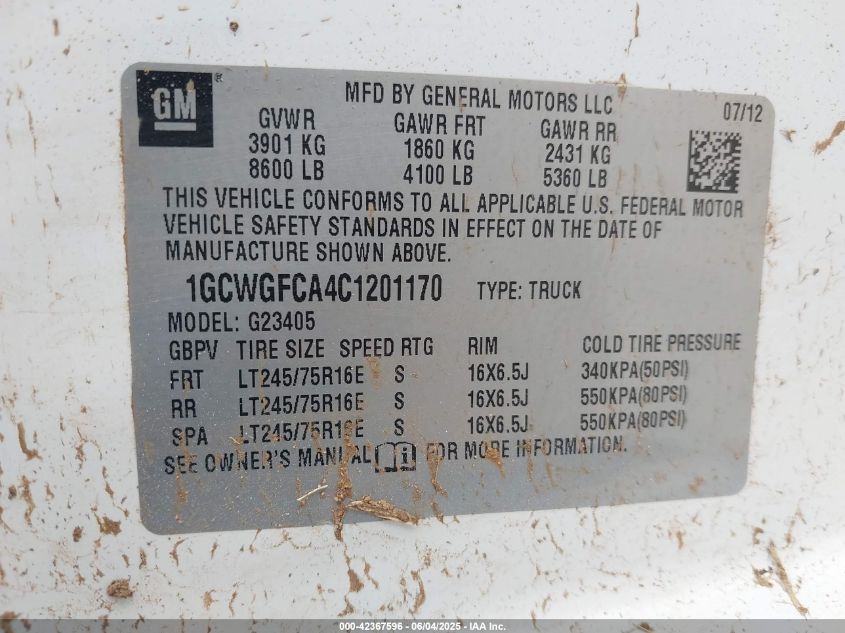 GM ®
MFD BY GENERAL MOTORS LLC 07/12
GVWR GAWR FRT GAWR RR
3901 KG 1860 KG 2431 KG
8600 LB 4100 LB 5360 LB
THIS VEHICLE CONFORMS TO ALL APPLICABLE U.S. FEDERAL MOTOR
VEHICLE SAFETY STANDARDS IN EFFECT ON THE DATE OF
MANUFACTURE SHOWN ABOVE.
1GCWGFCA4C1201170 TYPE: TRUCK
MODEL: G23405
GBPV TIRE SIZE SPEED RTG RIM COLD TIRE PRESSURE
FRT LT245/75R16E S 16X6.5J 340KPA(50PSI)
RR LT245/75R16E S 16X6.5J 550KPA(80PSI)
SPA LT245/75R16E S 16X6.5J 550KPA(80PSI)
SEE OWNER'S MANUAL i FOR MORE INFORMATION.
000-42367596 - 06/04/2025 - IAA Inc.